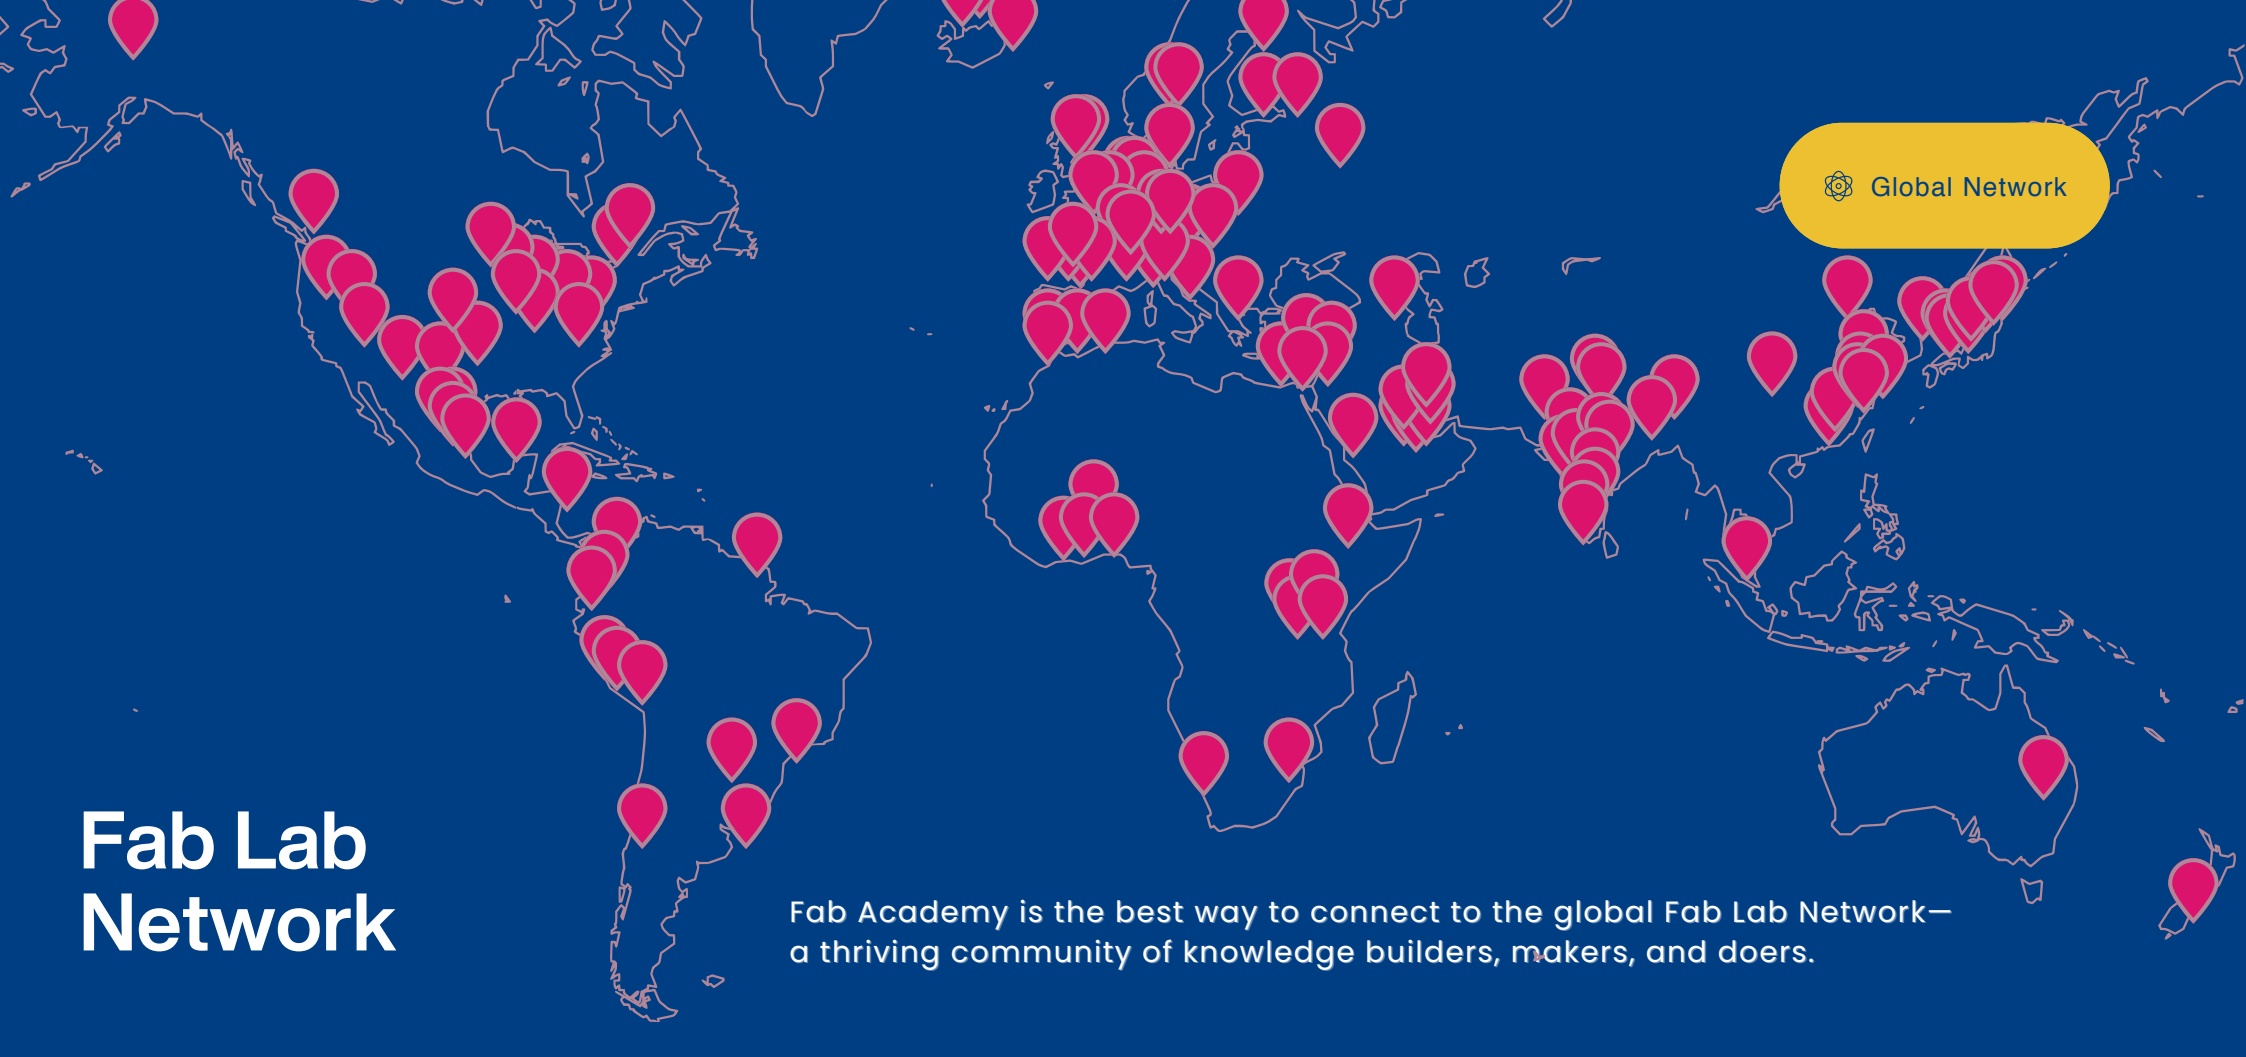 Global Network
Fab Lab
Network
Fab Academy is the best way to connect to the global Fab Lab Network—
a thriving community of knowledge builders, makers, and doers.